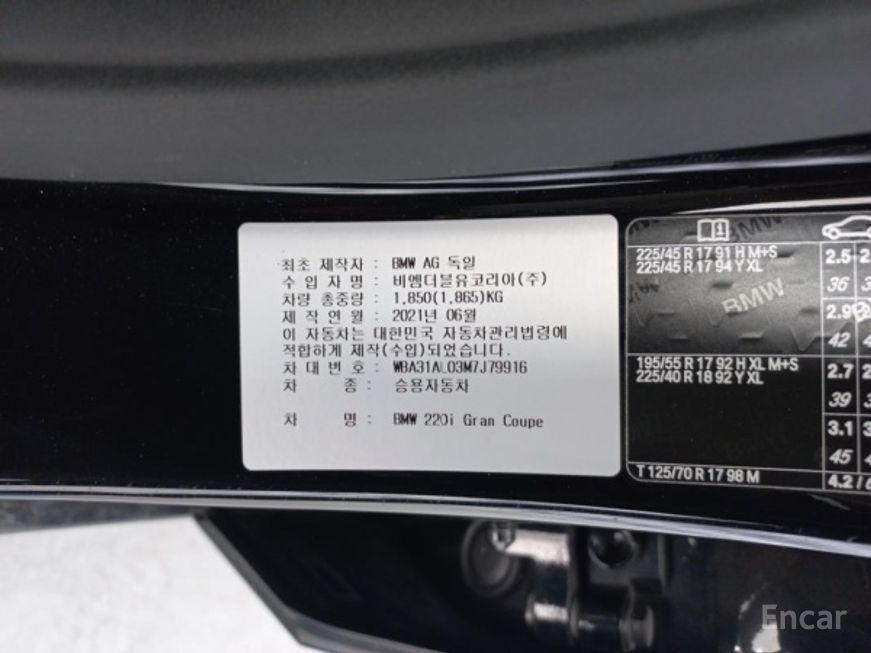 최초 제작자 : BMW AG 독일
수 입 자 명 : 비엠더블유코리아(주)
차량 총중량 : 1,850(1,865)KG
제 작 연 월 : 2021년 06월
이 자동차는 대한민국 자동차관리법령에
적합하게 제작(수입)되었습니다.
차 대 번 호 : WBA31AL03M7J79916
차 종 : 승용자동차
차 명 : BMW 220i Gran Coupe
225/45 R 17 91 H M+S
225/45 R 17 94 Y XL
2.5
36
2.9
42
195/55 R 17 92 H XL M+S
225/40 R 18 92 Y XL
2.7
39
3.1
45
T 125/70 R 17 98 M
4.2 /
BMW
BMW
Encar